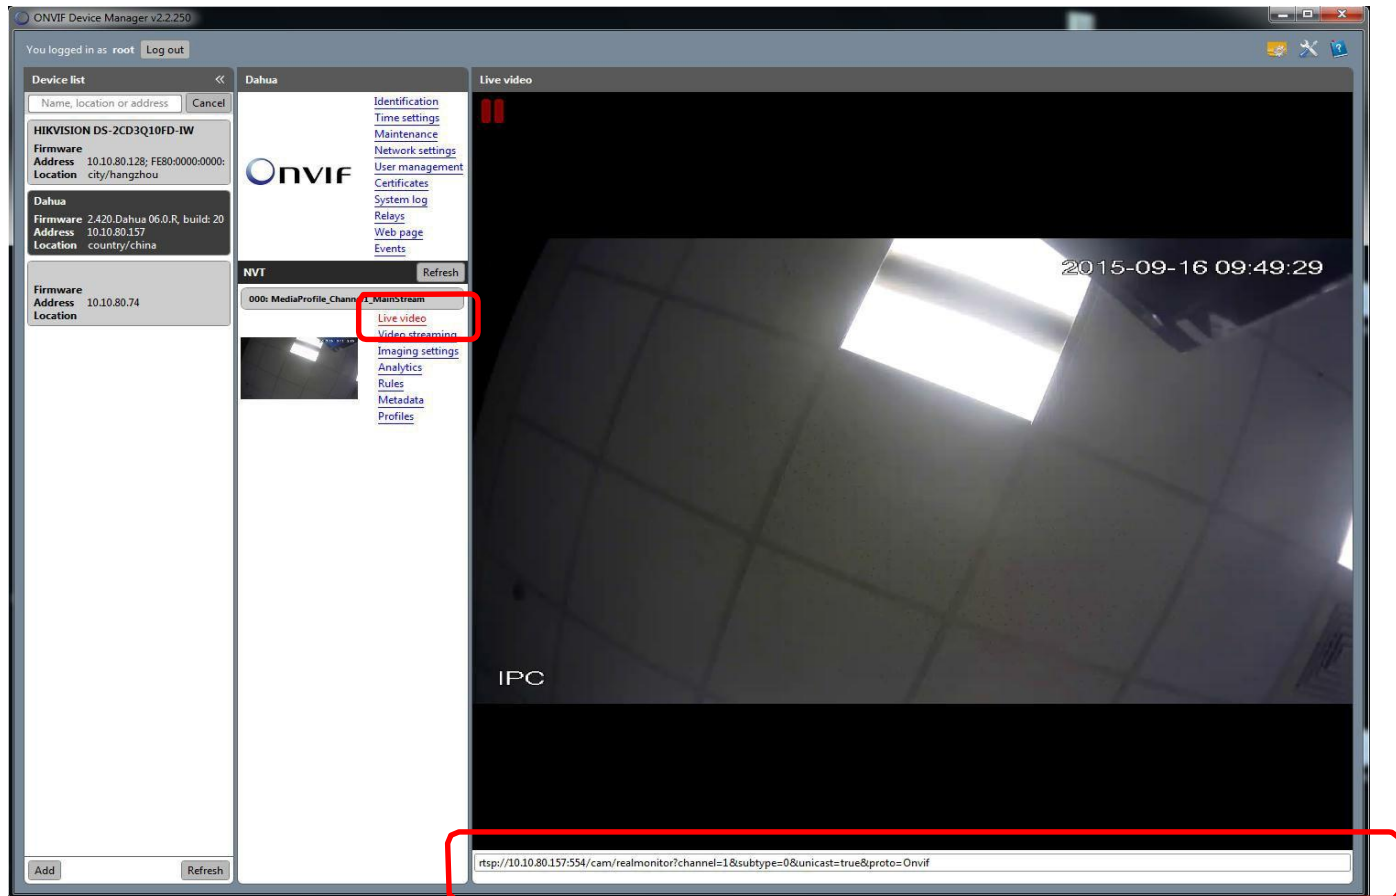 ONVIF Device Manager v2.2.250
You logged in as root Log out
Device list
Name, location or address Cancel
HIKVISION DS-2CD3Q10FD-IW
Firmware
Address 10.10.80.128; FE80:0000:0000:
Location city/hangzhou
Dahua
Firmware 2.420.Dahua 06.0.R, build: 20
Address 10.10.80.157
Location country/china
Firmware
Address 10.10.80.74
Location
Add Refresh
Dahua
ONVIF
Identification
Time settings
Maintenance
Network settings
User management
Certificates
System log
Relays
Web page
Events
NVT Refresh
000: MediaProfile_Channel1_MainStream
Live video
Video streaming
Imaging settings
Analytics
Rules
Metadata
Profiles
Live video
2015-09-16 09:49:29
IPC
rtsp://10.10.80.157:554/cam/realmonitor?channel=1&subtype=0&unicast=true&proto=Onvif